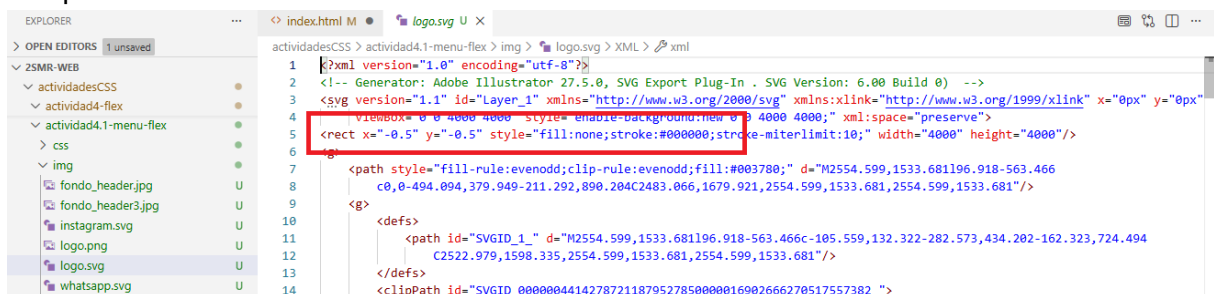 EXPLORER ···
OPEN EDITORS 1 unsaved
2SMR-WEB
actividadesCSS
actividad4-flex
actividad4.1-menu-flex
css
img
fondo_header.jpg U
fondo_header3.jpg U
instagram.svg U
logo.png U
logo.svg U
whatsapp.svg U
index.html M
logo.svg U
actividadesCSS > actividad4.1-menu-flex > img > logo.svg > XML > xml
1 <?xml version="1.0" encoding="utf-8"?>
2 <!-- Generator: Adobe Illustrator 27.5.0, SVG Export Plug-In . SVG Version: 6.00 Build 0) -->
3 <svg version="1.1" id="Layer_1" xmlns="http://www.w3.org/2000/svg" xmlns:xlink="http://www.w3.org/1999/xlink" x="0px" y="0px"
4 viewBox="0 0 4000 4000" style="enable-background:new 0 0 4000 4000;" xml:space="preserve">
5 <rect x="-0.5" y="-0.5" style="fill:none;stroke:#000000;stroke-miterlimit:10;" width="4000" height="4000"/>
6 <g>
7 <path style="fill-rule:evenodd;clip-rule:evenodd;fill:#003780;" d="M2554.599,1533.681l96.918-563.466
8 c0,0-494.094,379.949-211.292,890.204C2483.066,1679.921,2554.599,1533.681,2554.599,1533.681"/>
9 <g>
10 <defs>
11 <path id="SVGID_1_" d="M2554.599,1533.681l96.918-563.466c-105.559,132.322-282.573,434.202-162.323,724.494
12 C2522.979,1598.335,2554.599,1533.681,2554.599,1533.681"/>
13 </defs>
14 <clipPath id="SVGID_00000044142787211879527850000016902666270517557382_">